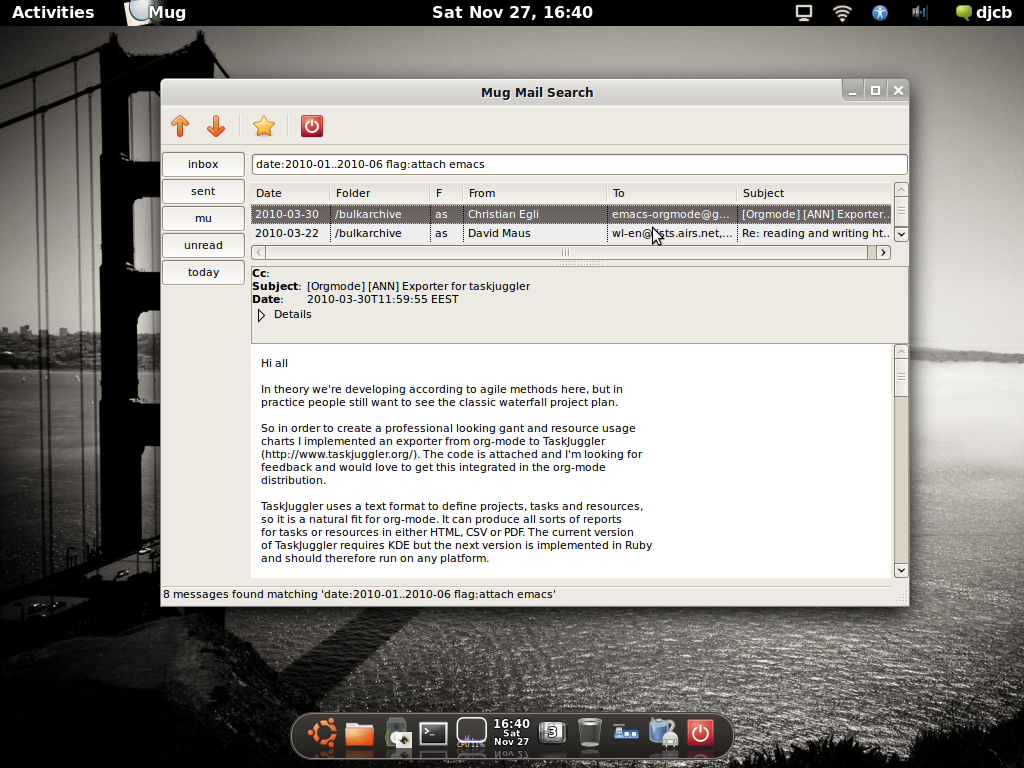 Activities Mug Sat Nov 27, 16:40 djcb
Mug Mail Search
inbox
sent
mu
unread
today
date:2010-01..2010-06 flag:attach emacs
Date Folder F From To Subject
2010-03-30 /bulkarchive as Christian Egli emacs-orgmode@g... [Orgmode] [ANN] Exporter...
2010-03-22 /bulkarchive as David Maus wl-en@ sts.airs.net,... Re: reading and writing ht...
Cc:
Subject: [Orgmode] [ANN] Exporter for taskjuggler
Date: 2010-03-30T11:59:55 EEST
Details
Hi all
In theory we're developing according to agile methods here, but in
practice people still want to see the classic waterfall project plan.
So in order to create a professional looking gant and resource usage
charts I implemented an exporter from org-mode to TaskJuggler
(http://www.taskjuggler.org/). The code is attached and I'm looking for
feedback and would love to get this integrated in the org-mode
distribution.
TaskJuggler uses a text format to define projects, tasks and resources,
so it is a natural fit for org-mode. It can produce all sorts of reports
for tasks or resources in either HTML, CSV or PDF. The current version
of TaskJuggler requires KDE but the next version is implemented in Ruby
and should therefore run on any platform.
8 messages found matching 'date:2010-01..2010-06 flag:attach emacs'
CPU 11%
16:40
Sat
Nov 27
3